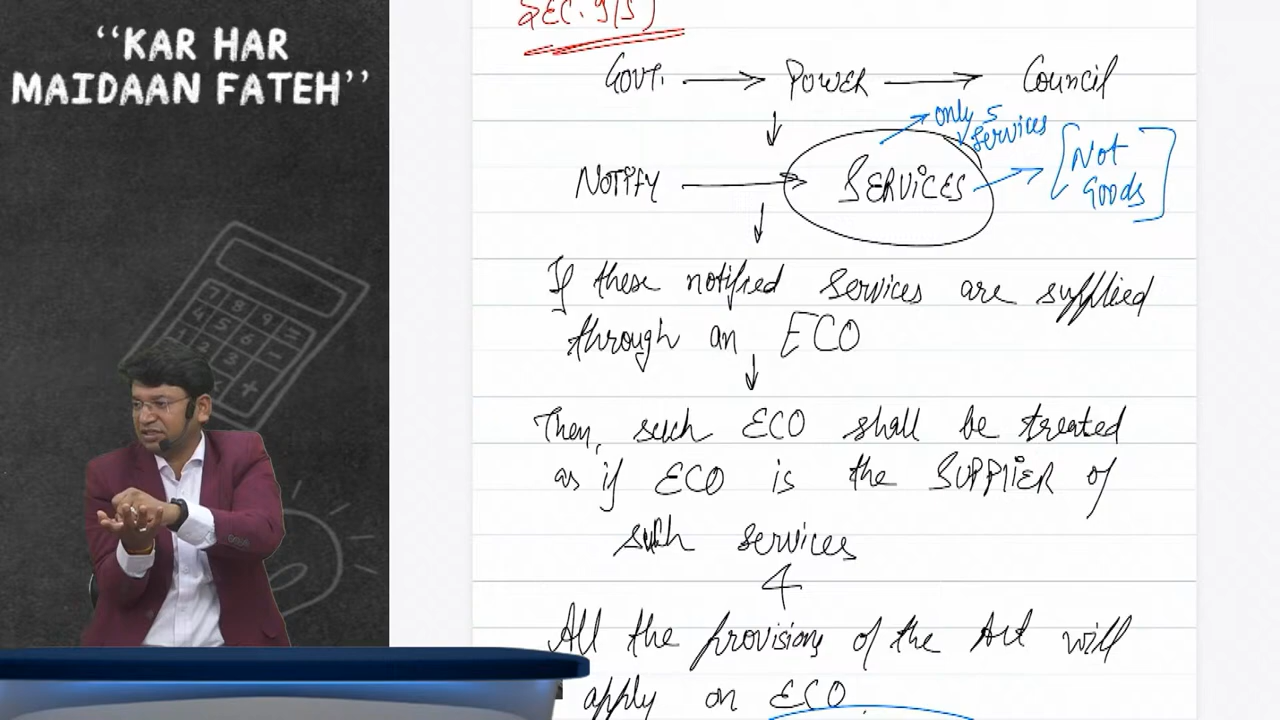 “KAR HAR
MAIDAAN FATEH”
SEC. 9(5)
GOVT. → POWER → Council
only 5
services
NOTIFY → SERVICES
[Not
Goods]
If these notified services are supplied
through an ECO
Then, such ECO shall be treated
as if ECO is the SUPPLIER of
such services
&
All the provisions of the Act will
apply on ECO.